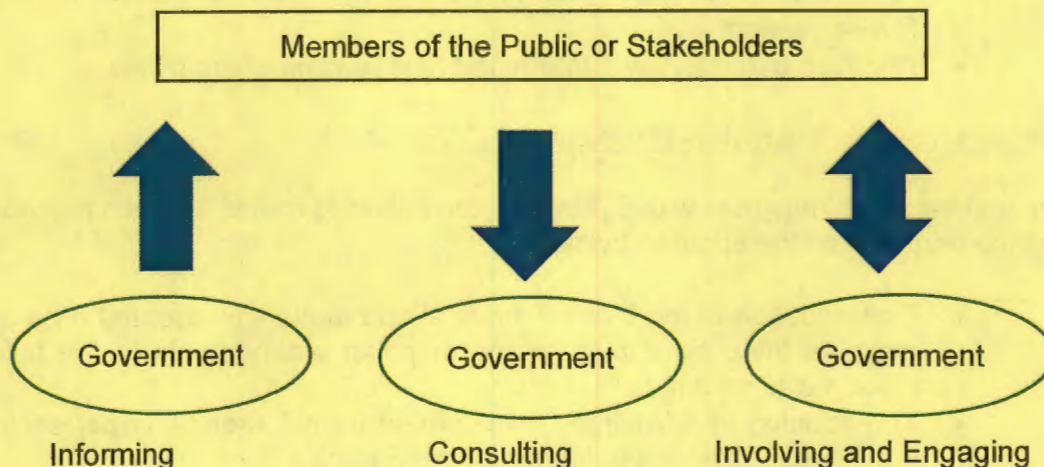 Members of the Public or Stakeholders
Government Government Government
Informing Consulting Involving and Engaging